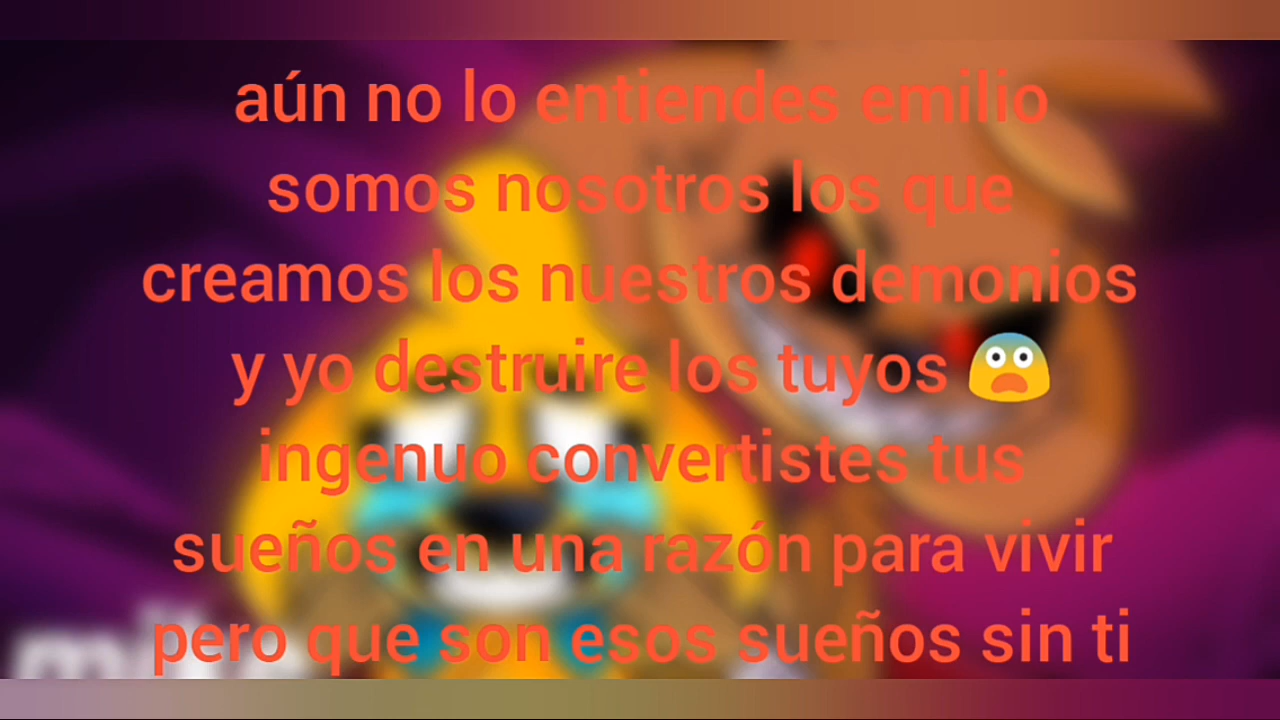 aún no lo entiendes emilio
somos nosotros los que
creamos los nuestros demonios
y yo destruire los tuyos 😨
ingenuo convertistes tus
sueños en una razón para vivir
pero que son esos sueños sin ti